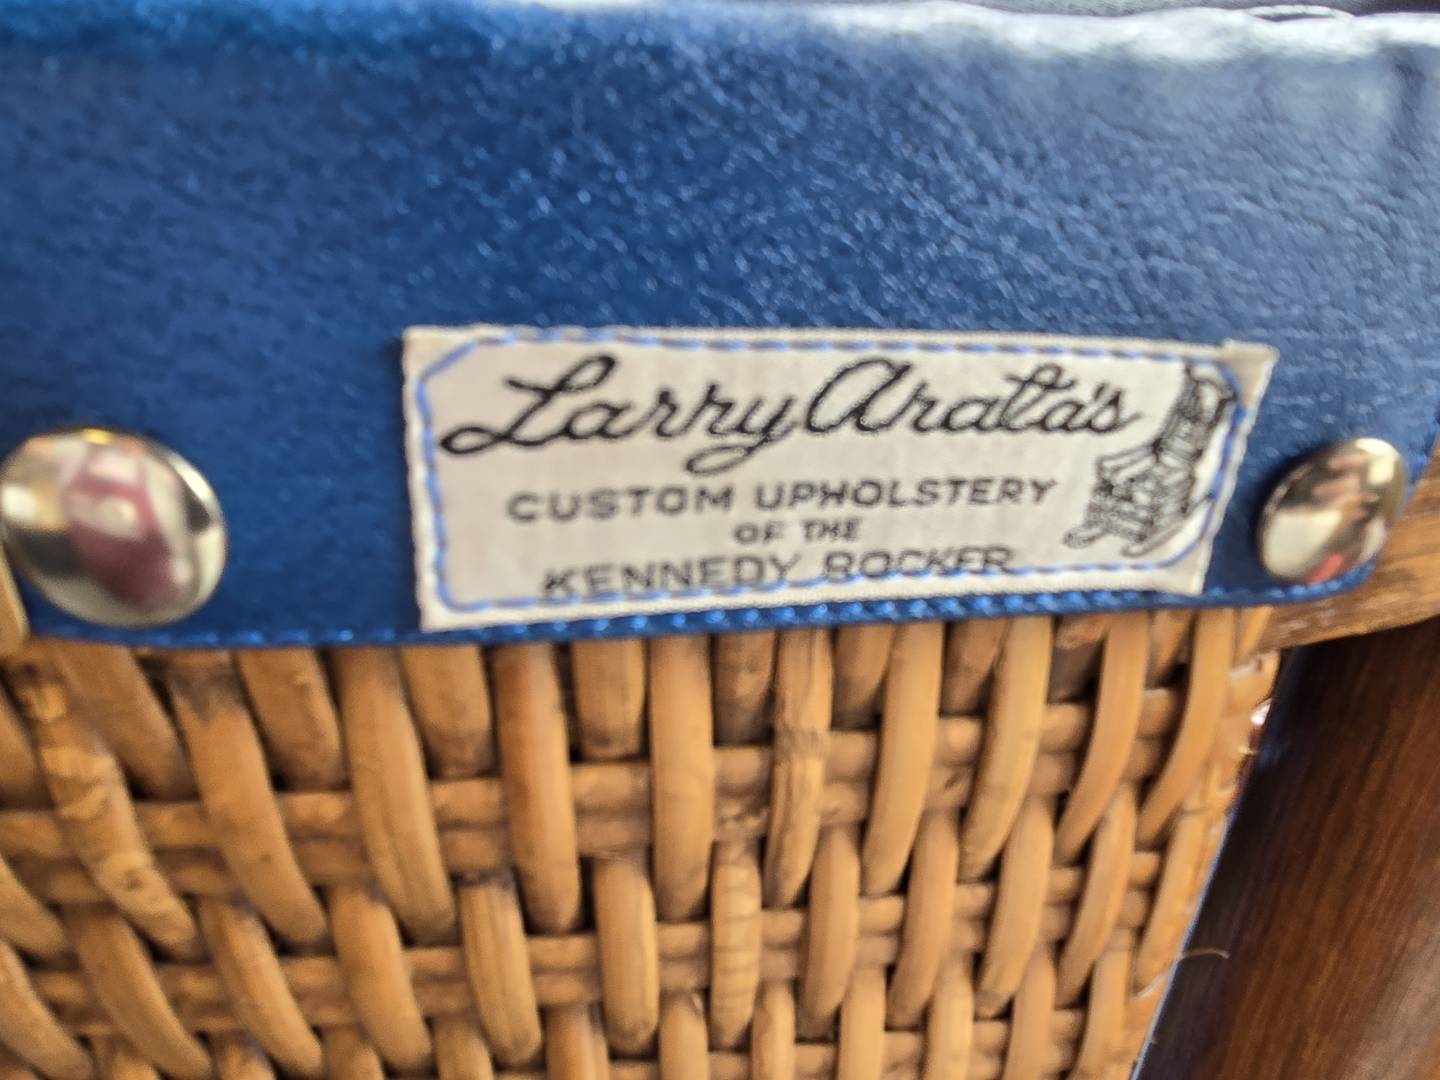 Larry Arata's
CUSTOM UPHOLSTERY
OF THE
KENNEDY ROCKER